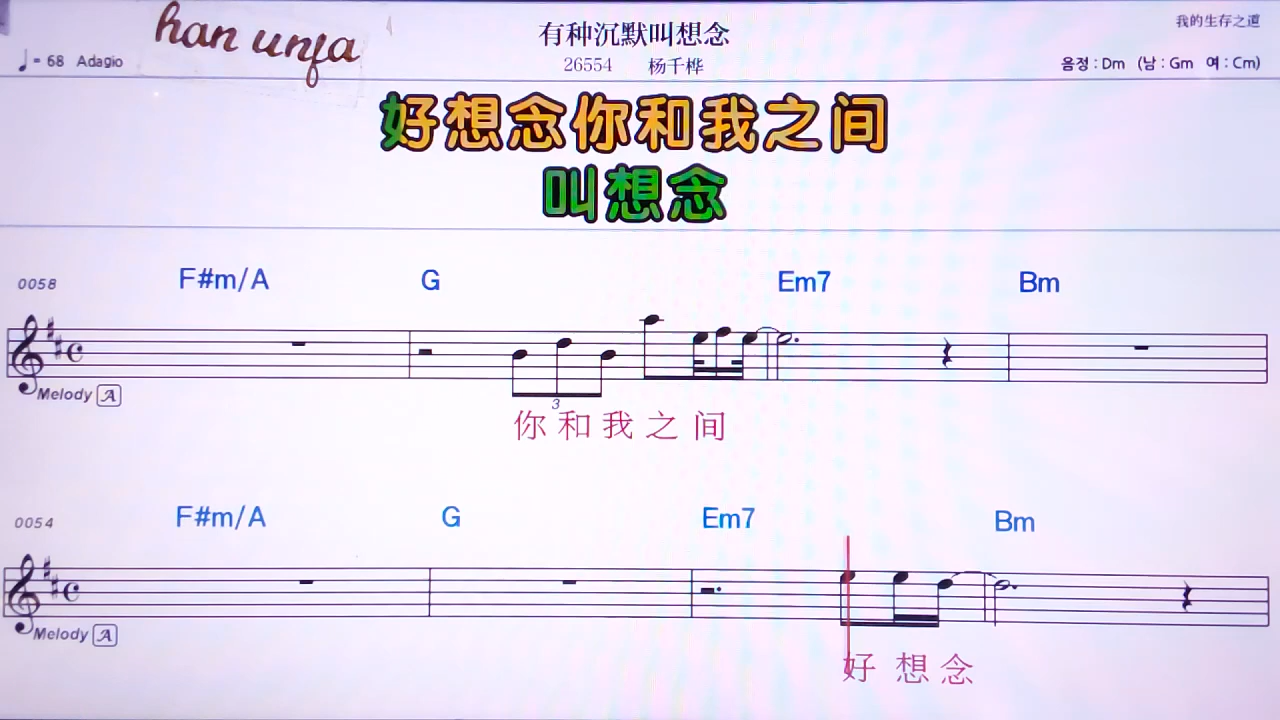 han unfa
有种沉默叫想念
我的生存之道
♩= 68 Adagio
26554 杨千桦
음정 : Dm (남 : Gm 여 : Cm)
好想念你和我之间
叫想念
0058 F#m/A G Em7 Bm
Melody A
3
你和我之间
0054 F#m/A G Em7 Bm
Melody A
好想念